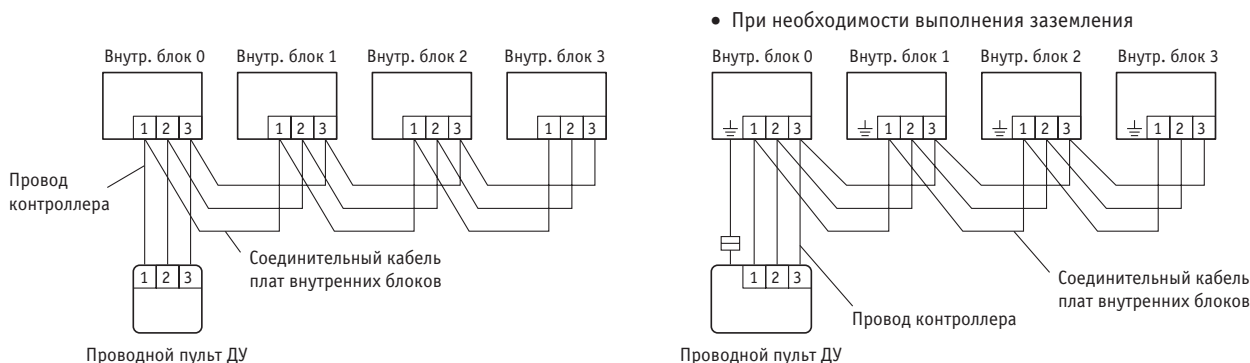 Внутр. блок 0 Внутр. блок 1 Внутр. блок 2 Внутр. блок 3
1 2 3 1 2 3 1 2 3 1 2 3
Провод
контроллера
Соединительный кабель
плат внутренних блоков
1 2 3
Проводной пульт ДУ
• При необходимости выполнения заземления
Внутр. блок 0 Внутр. блок 1 Внутр. блок 2 Внутр. блок 3
1 2 3 1 2 3 1 2 3 1 2 3
1 2 3
Соединительный кабель
плат внутренних блоков
Провод контроллера
Проводной пульт ДУ